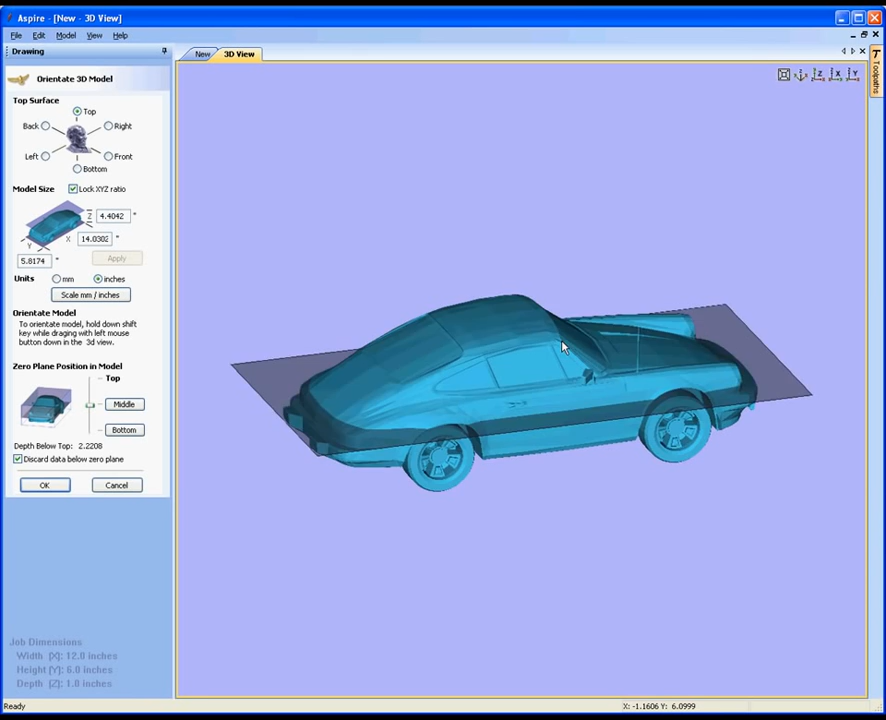 Aspire - [New - 3D View]
File Edit Model View Help
Drawing
New 3D View
Toolpaths
Z X Y
Orientate 3D Model
Top Surface
Top
Back Right
Left Front
Bottom
Model Size Lock XYZ ratio
Z 4.4042 "
X 14.0302 "
Y
5.8174 " Apply
Units mm inches
Scale mm / inches
Orientate Model
To orientate model, hold down shift
key while draging with left mouse
button down in the 3d view.
Zero Plane Position in Model
Top
Middle
Bottom
Depth Below Top: 2.2208
Discard data below zero plane
OK Cancel
Job Dimensions
Width (X): 12.0 inches
Height (Y): 6.0 inches
Depth (Z): 1.0 inches
Ready X: -1.1606 Y: 6.0999